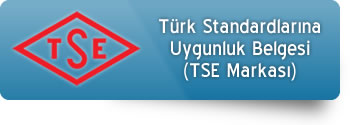 TSE
Türk Standardlarına
Uygunluk Belgesi
(TSE Markası)